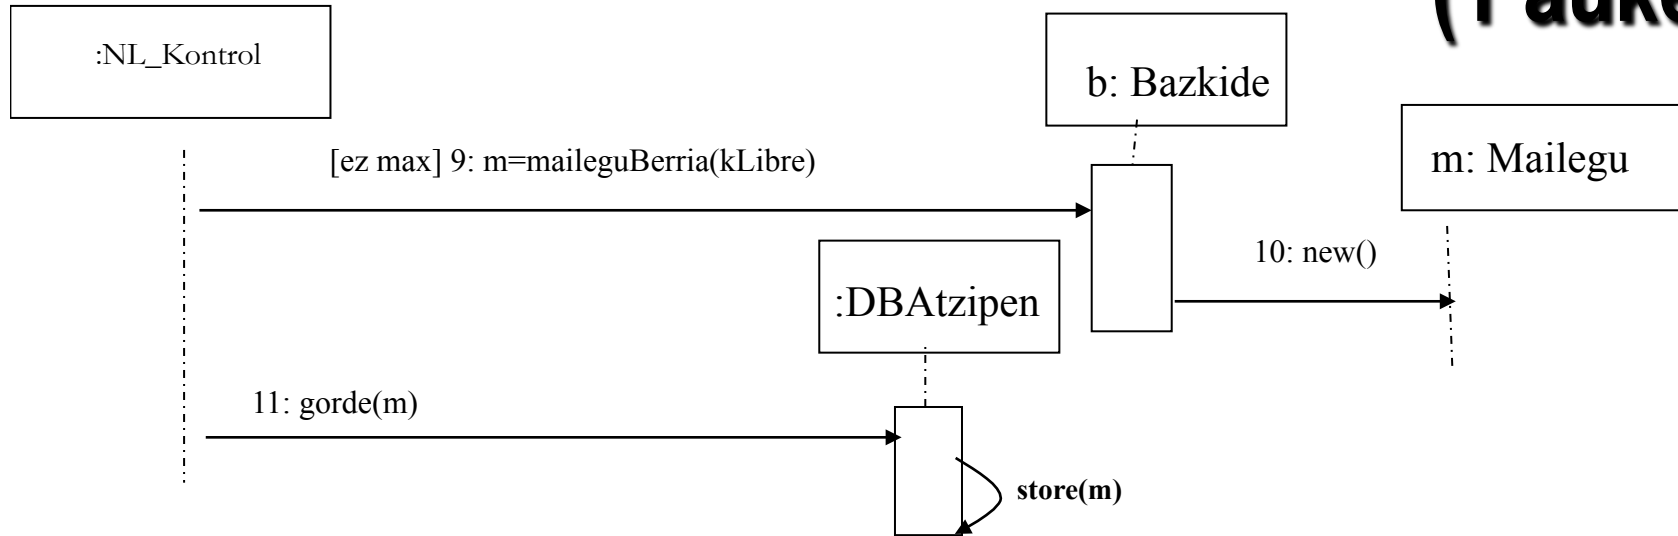 :NL_Kontrol
b: Bazkide
m: Mailegu
[ez max] 9: m=maileguBerria(kLibre)
10: new()
:DBAtzipen
11: gorde(m)
store(m)